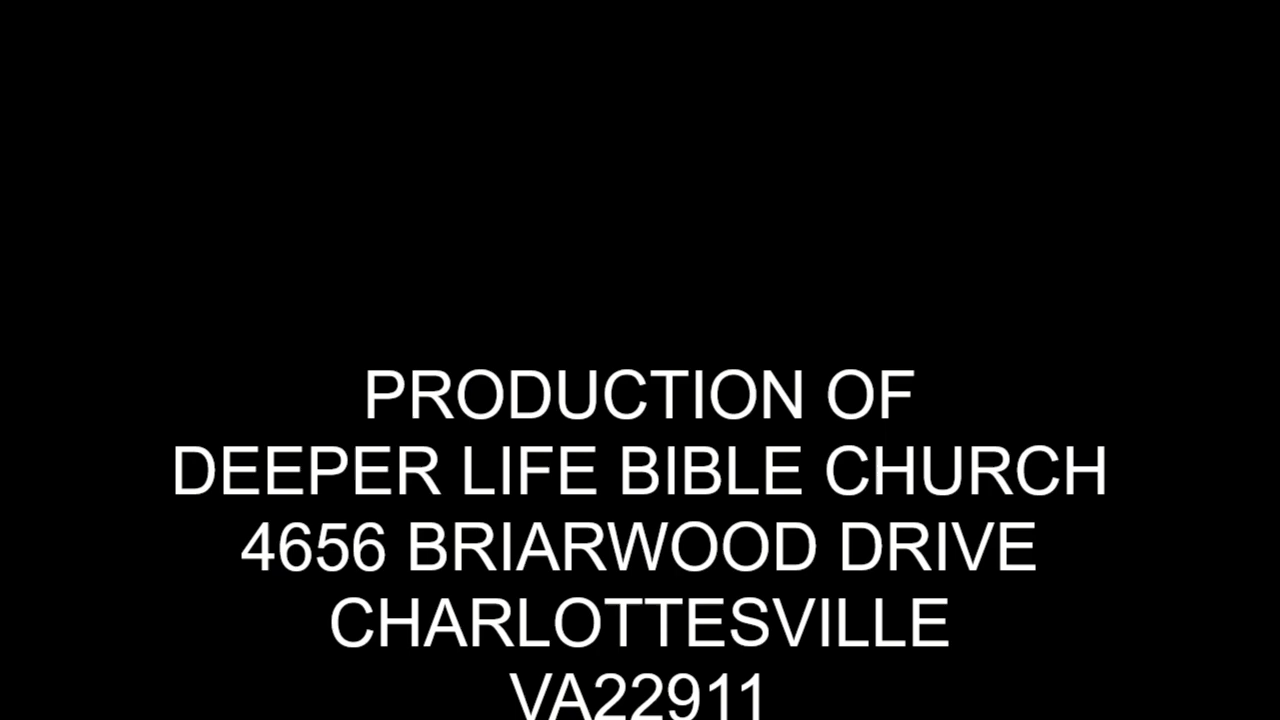 PRODUCTION OF
DEEPER LIFE BIBLE CHURCH
4656 BRIARWOOD DRIVE
CHARLOTTESVILLE
VA22911